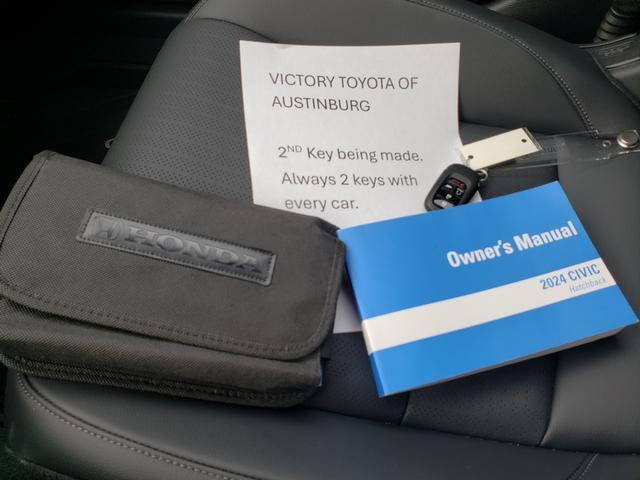 VICTORY TOYOTA OF
AUSTINBURG
2ND Key being made.
Always 2 keys with
every car.
HONDA
Owner's Manual
2024 CIVIC
Hatchback